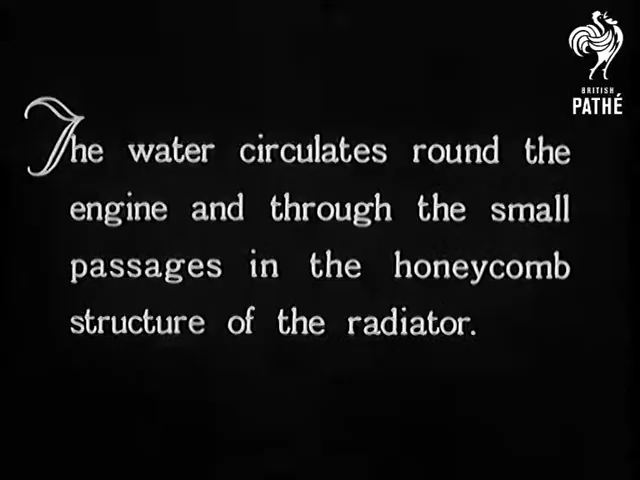 BRITISH
PATHÉ
The water circulates round the
engine and through the small
passages in the honeycomb
structure of the radiator.